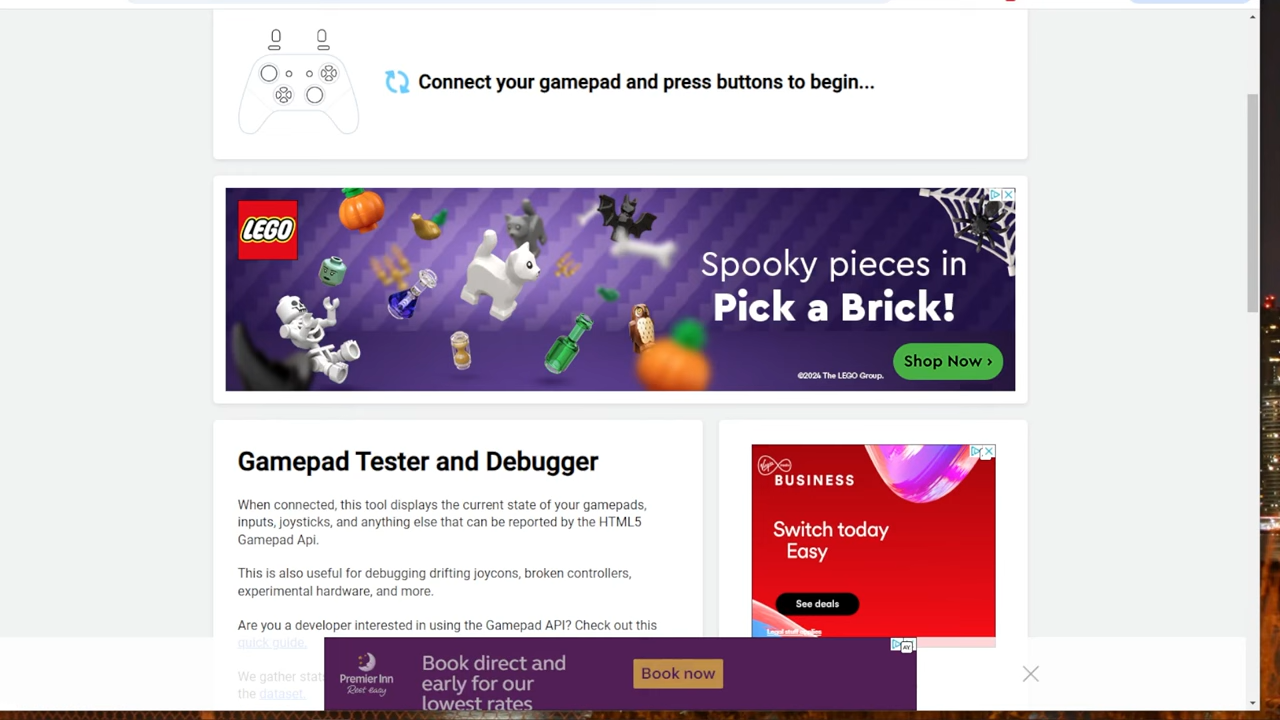 Connect your gamepad and press buttons to begin...
LEGO
Spooky pieces in
Pick a Brick!
Shop Now ›
©2024 The LEGO Group.
Gamepad Tester and Debugger
When connected, this tool displays the current state of your gamepads,
inputs, joysticks, and anything else that can be reported by the HTML5
Gamepad Api.
This is also useful for debugging drifting joycons, broken controllers,
experimental hardware, and more.
Are you a developer interested in using the Gamepad API? Check out this
quick guide.
We gather stat
the dataset.
Virgin media
BUSINESS
Switch today
Easy
See deals
Premier Inn
Rest easy
Book direct and
early for our
lowest rates
Book now